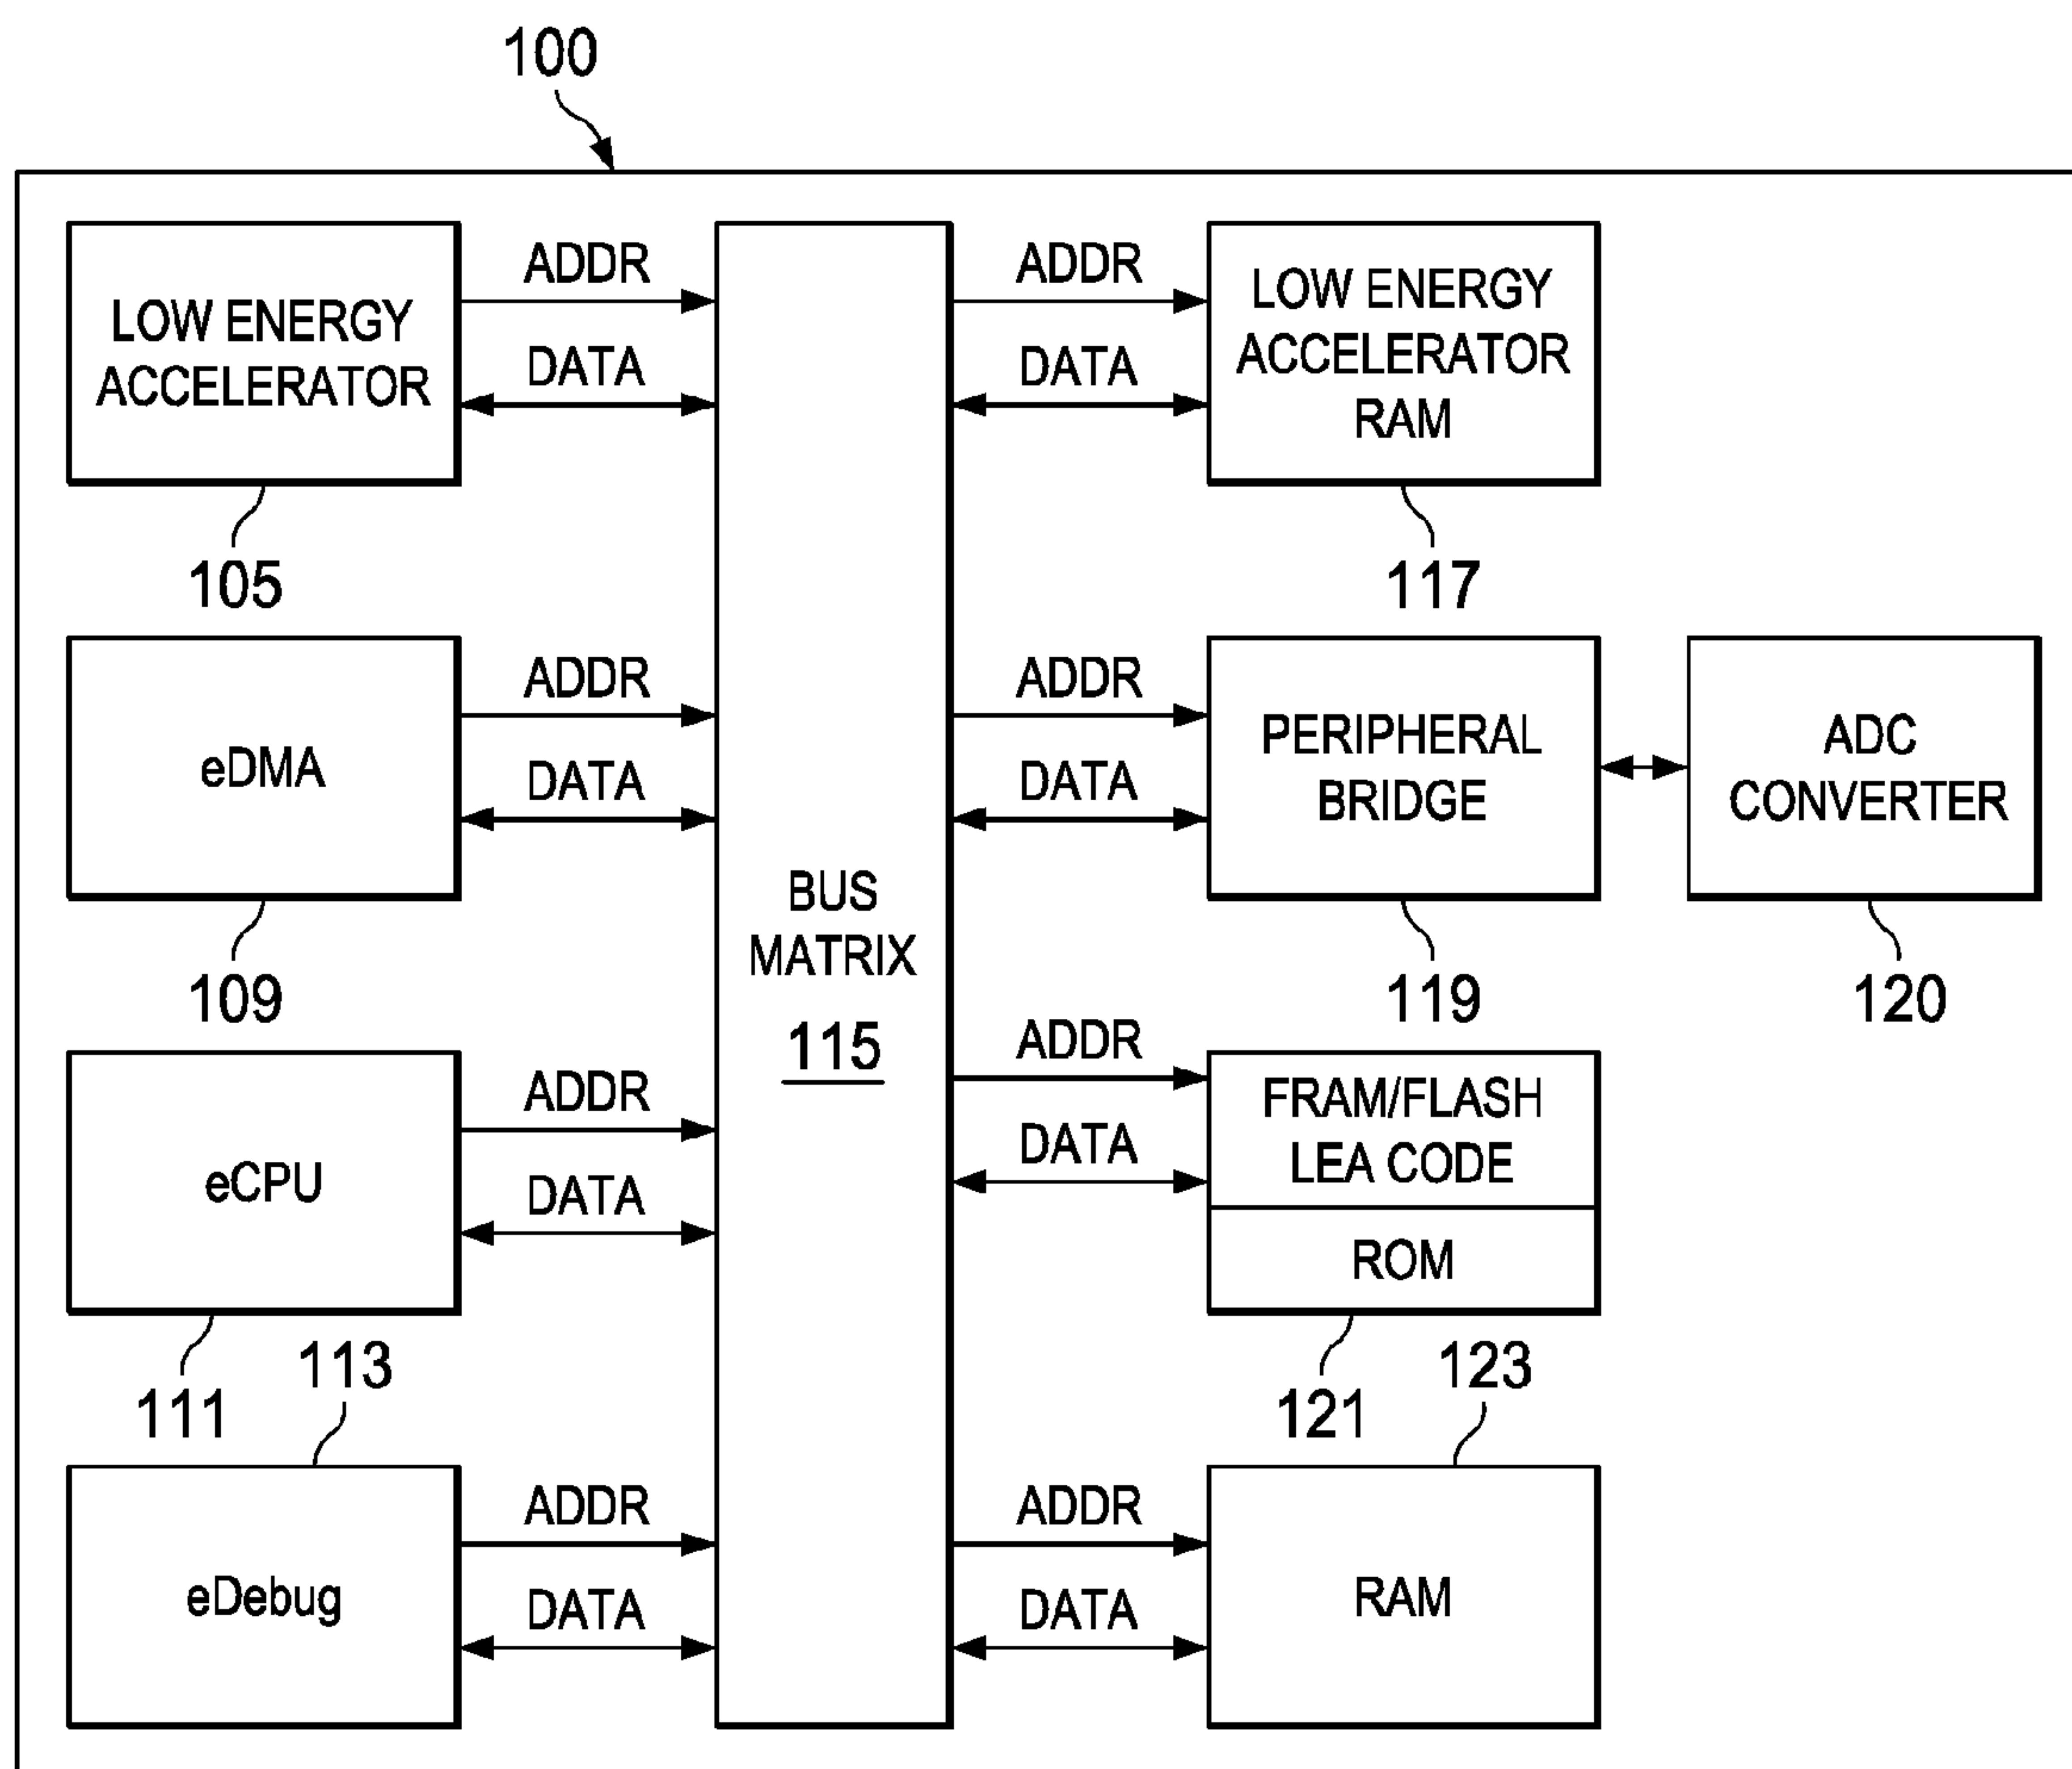 100
LOW ENERGY
ACCELERATOR
105
ADDR
DATA
eDMA
109
ADDR
DATA
eCPU
111
ADDR
DATA
113
eDebug
ADDR
DATA
BUS
MATRIX
115
ADDR
DATA
LOW ENERGY
ACCELERATOR
RAM
117
ADDR
DATA
PERIPHERAL
BRIDGE
119
ADC
CONVERTER
120
ADDR
DATA
FRAM/FLASH
LEA CODE
ROM
121
123
ADDR
DATA
RAM